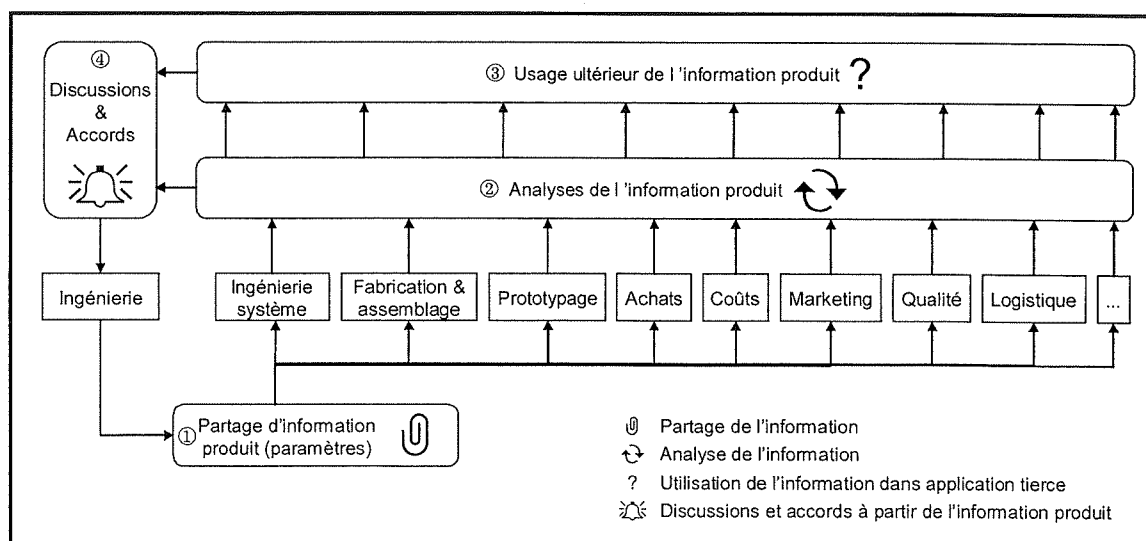 ④
Discussions
&
Accords
③ Usage ultérieur de l 'information produit ?
② Analyses de l 'information produit
Ingénierie
Ingénierie
système
Fabrication &
assemblage
Prototypage
Achats
Coûts
Marketing
Qualité
Logistique
...
① Partage d'information
produit (paramètres)
Partage de l'information
Analyse de l'information
? Utilisation de l'information dans application tierce
Discussions et accords à partir de l'information produit